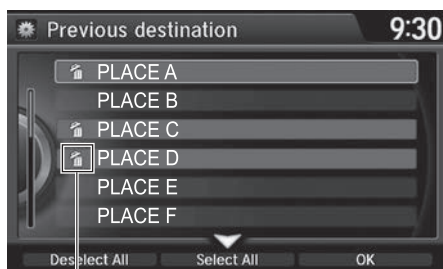 Previous destination 9:30
PLACE A
PLACE B
PLACE C
PLACE D
PLACE E
PLACE F
Deselect All Select All OK